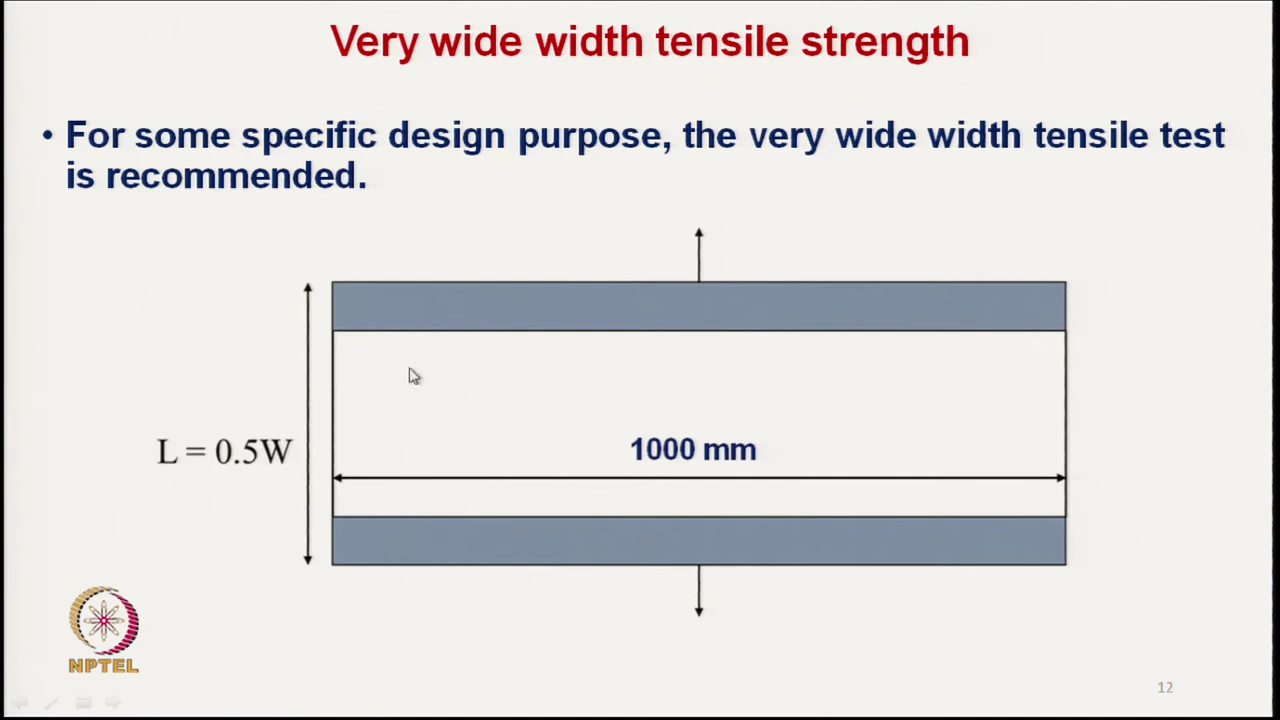 Very wide width tensile strength
• For some specific design purpose, the very wide width tensile test
is recommended.
L = 0.5W
1000 mm
NPTEL
12